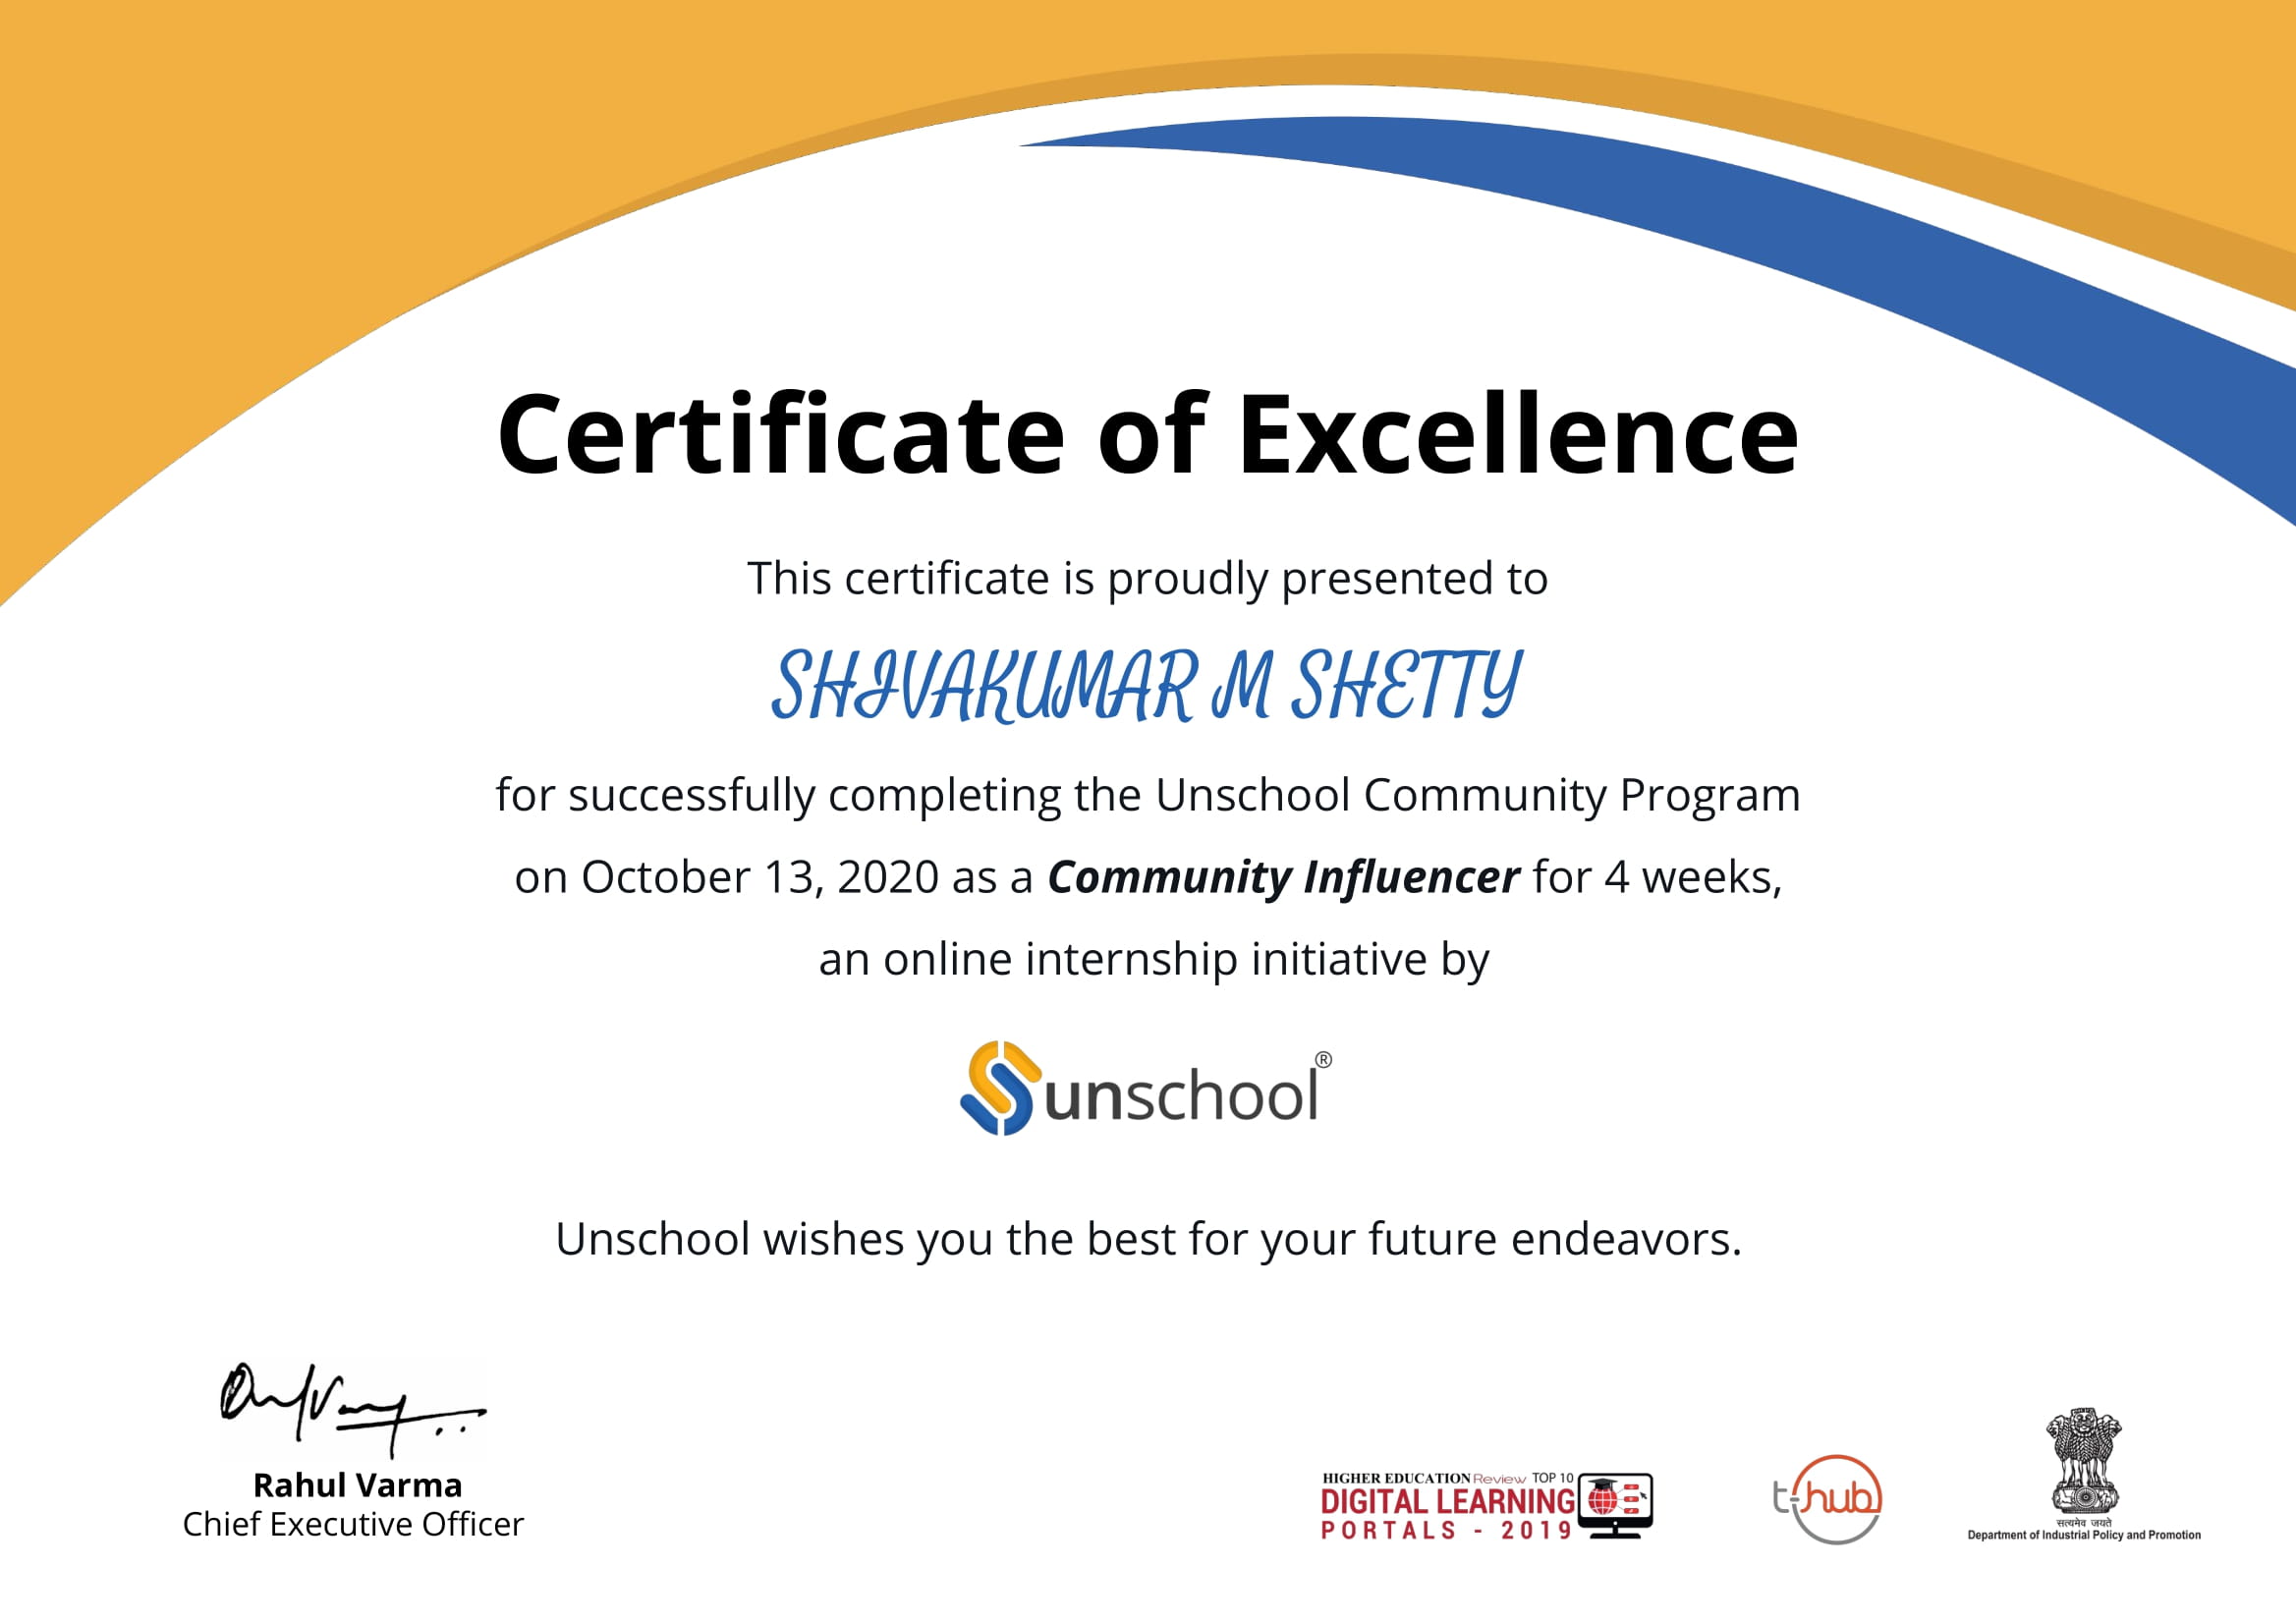 Certificate of Excellence
This certificate is proudly presented to
SHIVAKUMAR M SHETTY
for successfully completing the Unschool Community Program
on October 13, 2020 as a Community Influencer for 4 weeks,
an online internship initiative by
unschool®
Unschool wishes you the best for your future endeavors.
Rahul Varma
Chief Executive Officer
HIGHER EDUCATION Review TOP 10
DIGITAL LEARNING
PORTALS - 2019
t-hub
सत्यमेव जयते
Department of Industrial Policy and Promotion